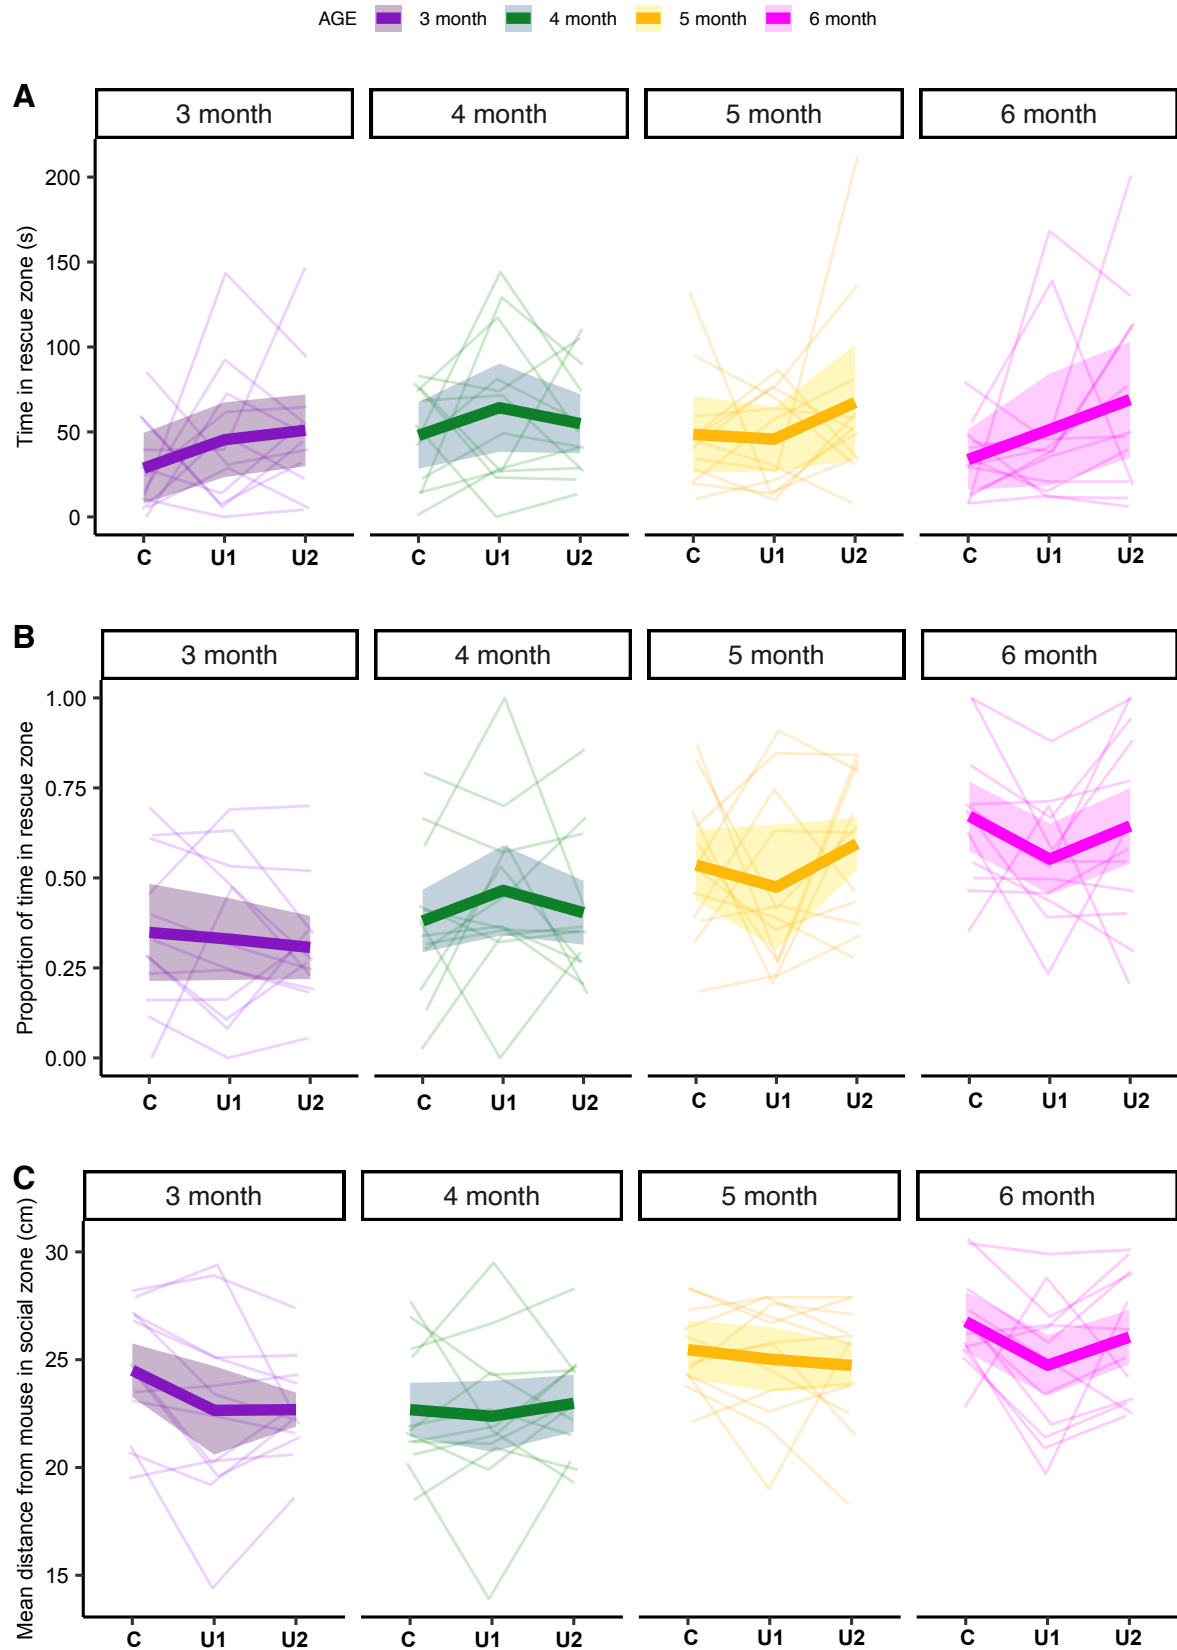 AGE 3 month 4 month 5 month 6 month
A
3 month 4 month 5 month 6 month
Time in rescue zone (s)
200
150
100
50
0
C U1 U2 C U1 U2 C U1 U2 C U1 U2
B
3 month 4 month 5 month 6 month
Proportion of time in rescue zone
1.00
0.75
0.50
0.25
0.00
C U1 U2 C U1 U2 C U1 U2 C U1 U2
C
3 month 4 month 5 month 6 month
Mean distance from mouse in social zone (cm)
30
25
20
15
C U1 U2 C U1 U2 C U1 U2 C U1 U2